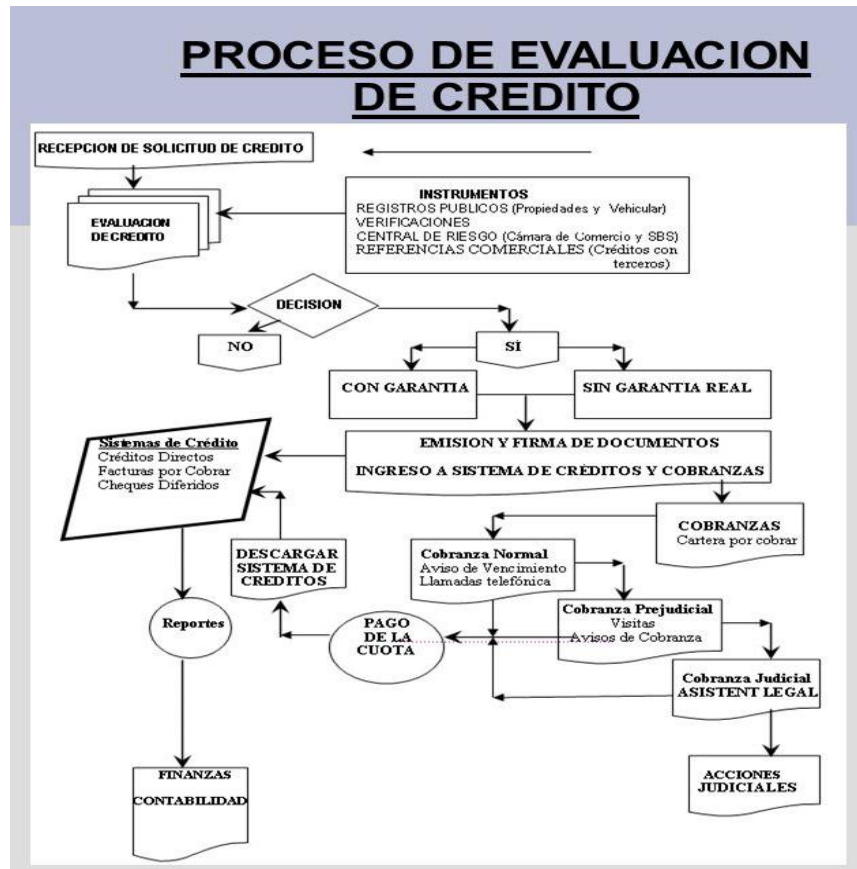 PROCESO DE EVALUACION
DE CREDITO
RECEPCION DE SOLICITUD DE CREDITO
INSTRUMENTOS
REGISTROS PUBLICOS (Propiedades y Vehicular)
VERIFICACIONES
CENTRAL DE RIESGO (Cámara de Comercio y SBS)
REFERENCIAS COMERCIALES (Créditos con
terceros)
EVALUACION
DE CREDITO
DECISION
NO
SÍ
CON GARANTIA
SIN GARANTIA REAL
EMISION Y FIRMA DE DOCUMENTOS
INGRESO A SISTEMA DE CRÉDITOS Y COBRANZAS
Sistemas de Crédito
Créditos Directos
Facturas por Cobrar
Cheques Diferidos
COBRANZAS
Cartera por cobrar
DESCARGAR
SISTEMA DE
CREDITOS
Cobranza Normal
Aviso de Vencimiento
Llamadas telefónica
Cobranza Prejudicial
Visitas
Avisos de Cobranza
PAGO
DE LA
CUOTA
Reportes
Cobranza Judicial
ASISTENT LEGAL
FINANZAS
CONTABILIDAD
ACCIONES
JUDICIALES